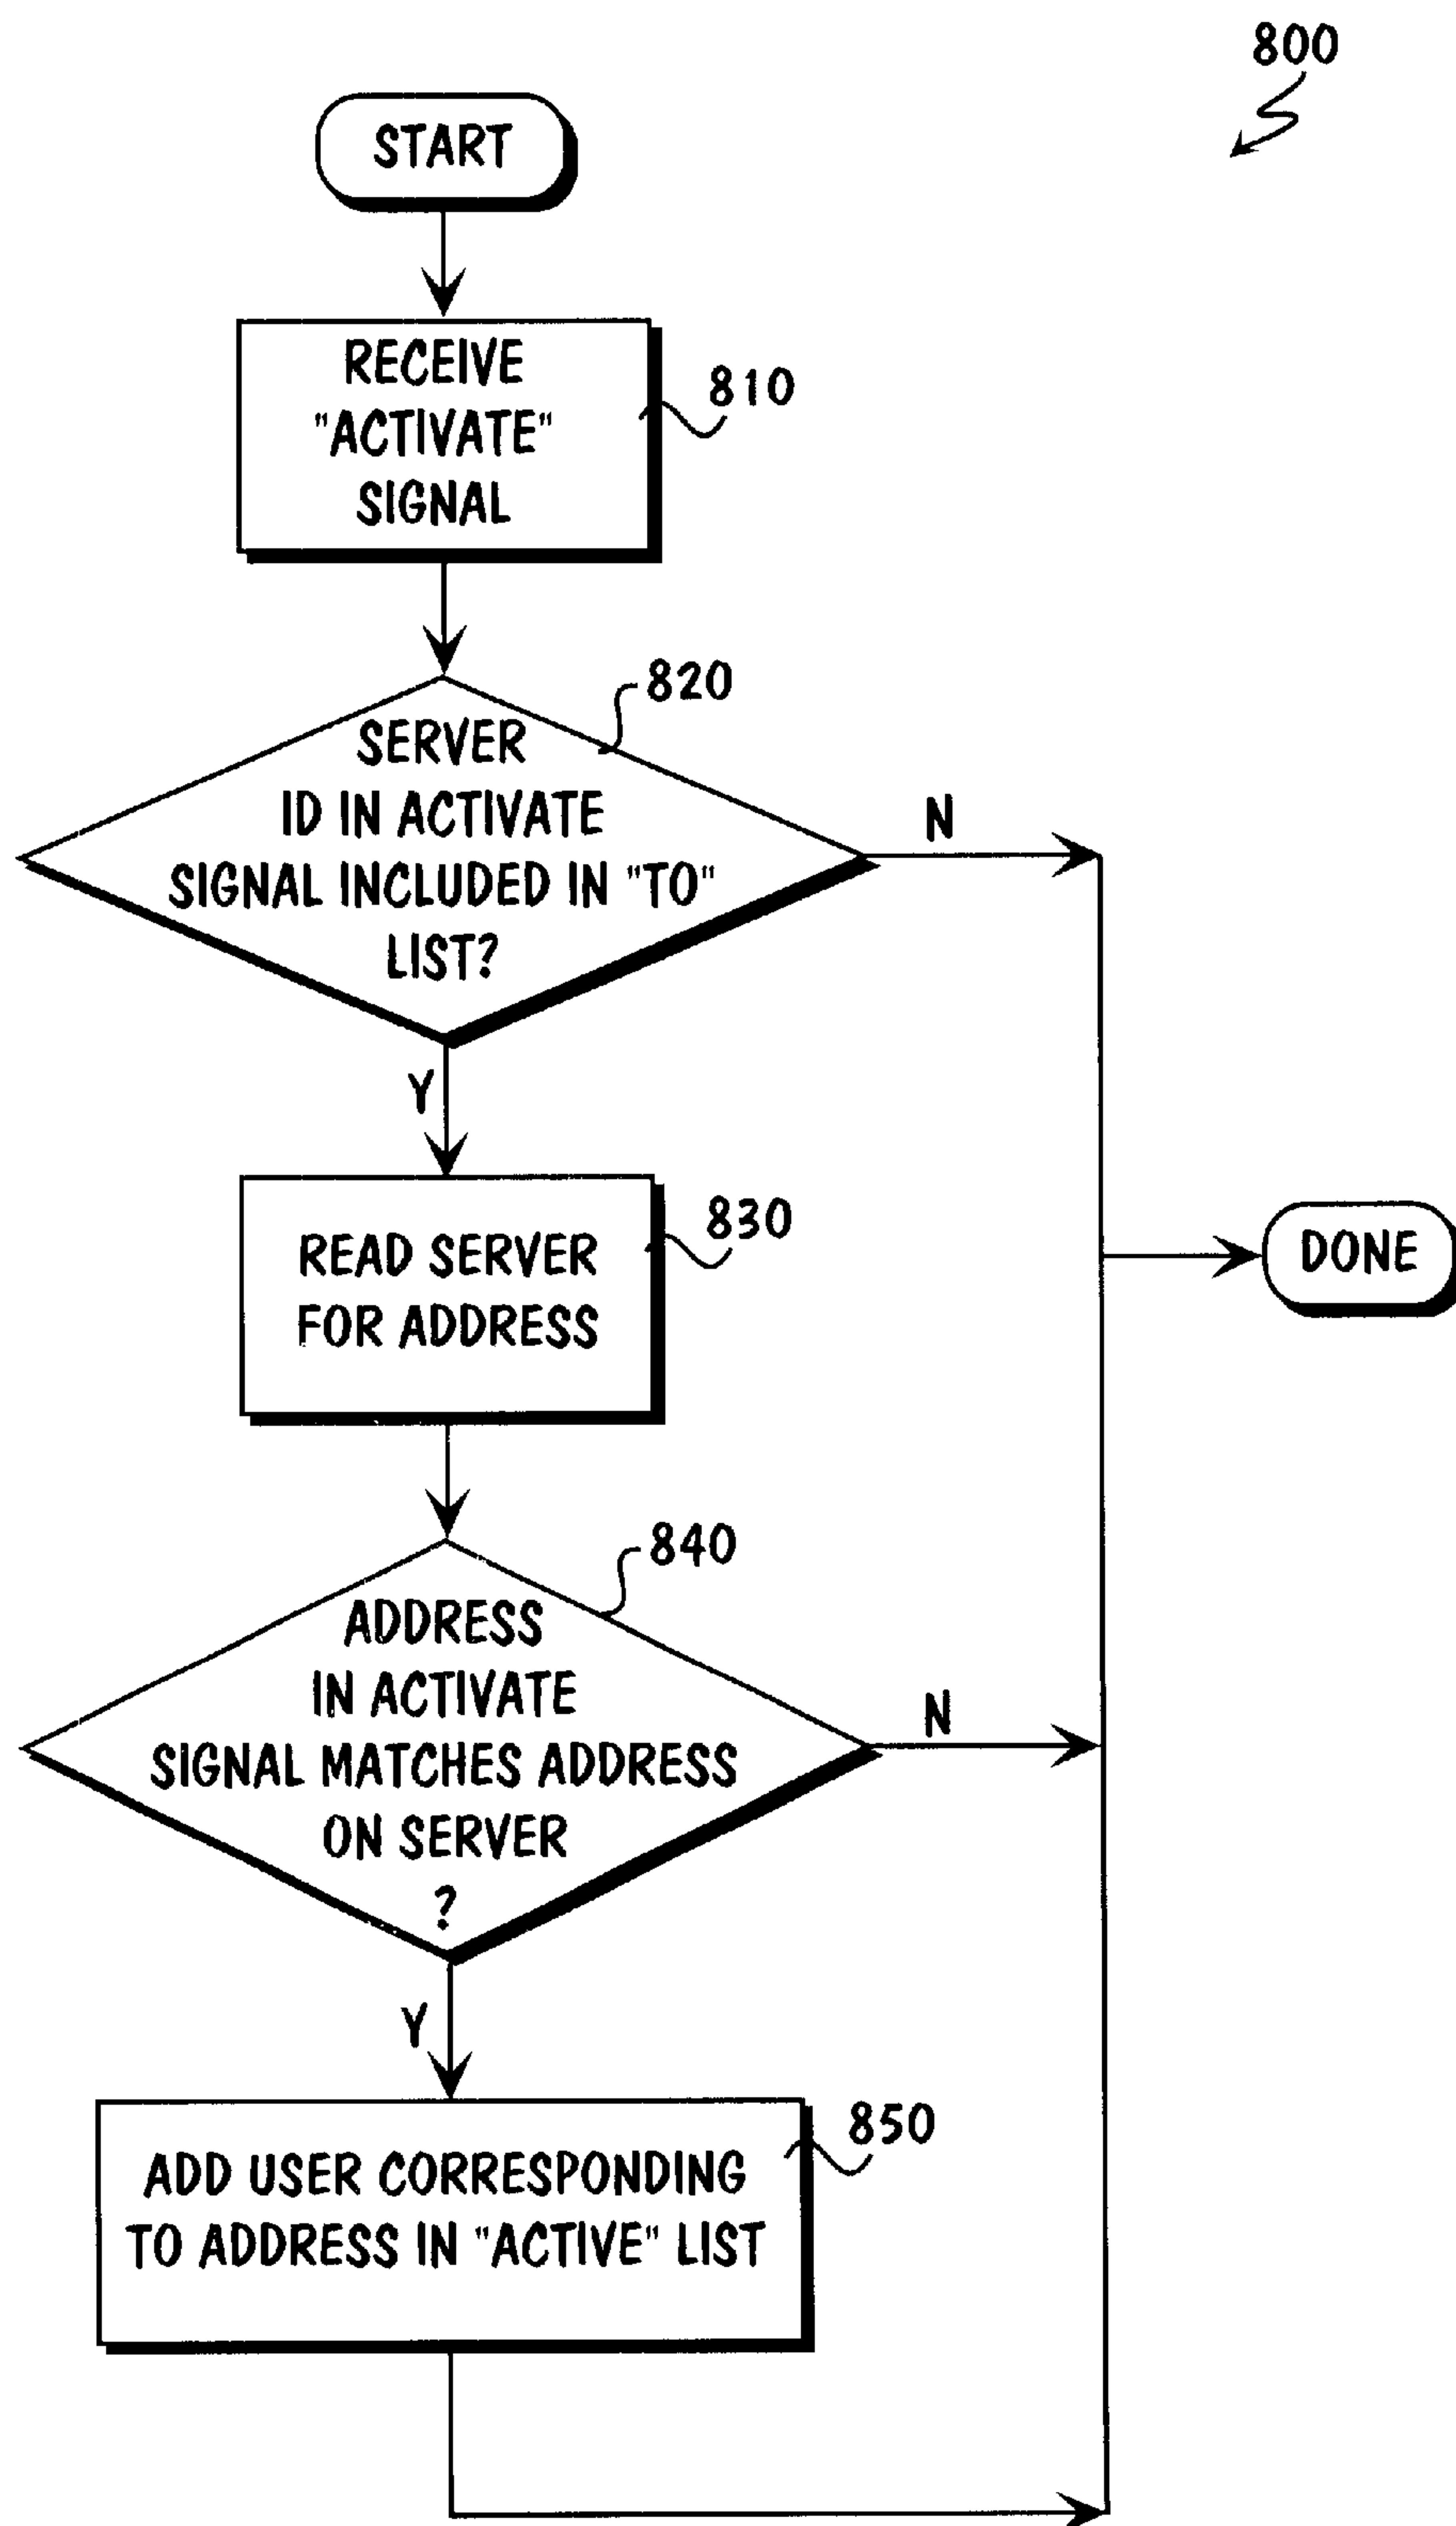 800
START
RECEIVE
"ACTIVATE"
SIGNAL
810
820
SERVER
ID IN ACTIVATE
SIGNAL INCLUDED IN "TO"
LIST?
N
Y
READ SERVER
FOR ADDRESS
830
DONE
840
ADDRESS
IN ACTIVATE
SIGNAL MATCHES ADDRESS
ON SERVER
?
N
Y
ADD USER CORRESPONDING
TO ADDRESS IN "ACTIVE" LIST
850